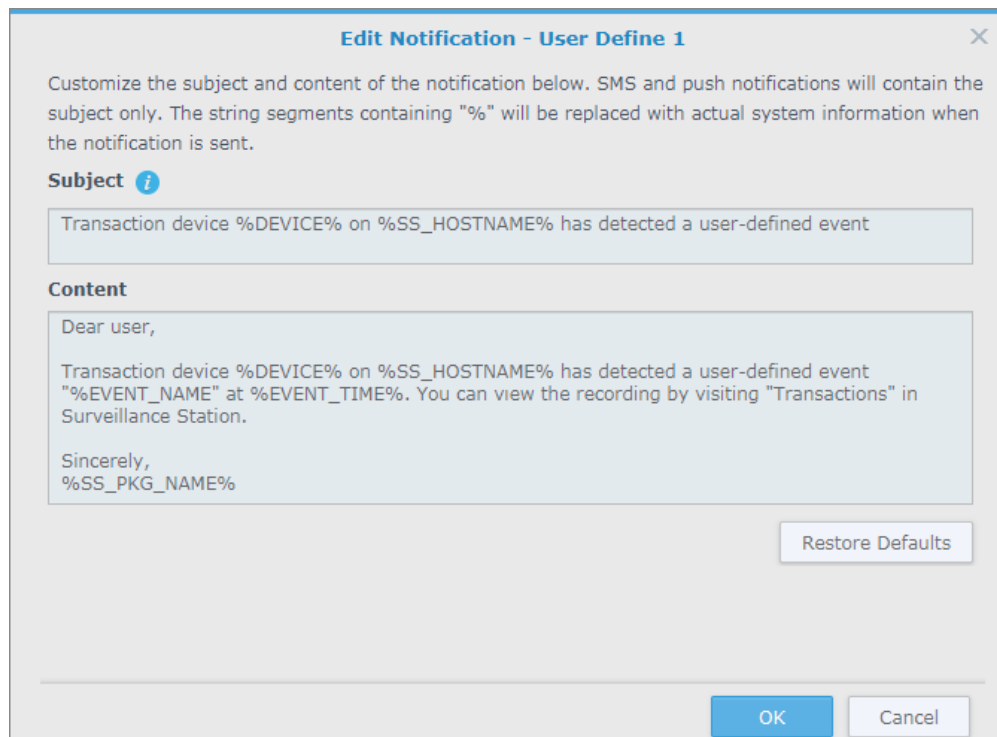 Edit Notification - User Define 1
Customize the subject and content of the notification below. SMS and push notifications will contain the
subject only. The string segments containing "%" will be replaced with actual system information when
the notification is sent.
Subject
Transaction device %DEVICE% on %SS_HOSTNAME% has detected a user-defined event
Content
Dear user,
Transaction device %DEVICE% on %SS_HOSTNAME% has detected a user-defined event
"%EVENT_NAME" at %EVENT_TIME%. You can view the recording by visiting "Transactions" in
Surveillance Station.
Sincerely,
%SS_PKG_NAME%
Restore Defaults
OK
Cancel